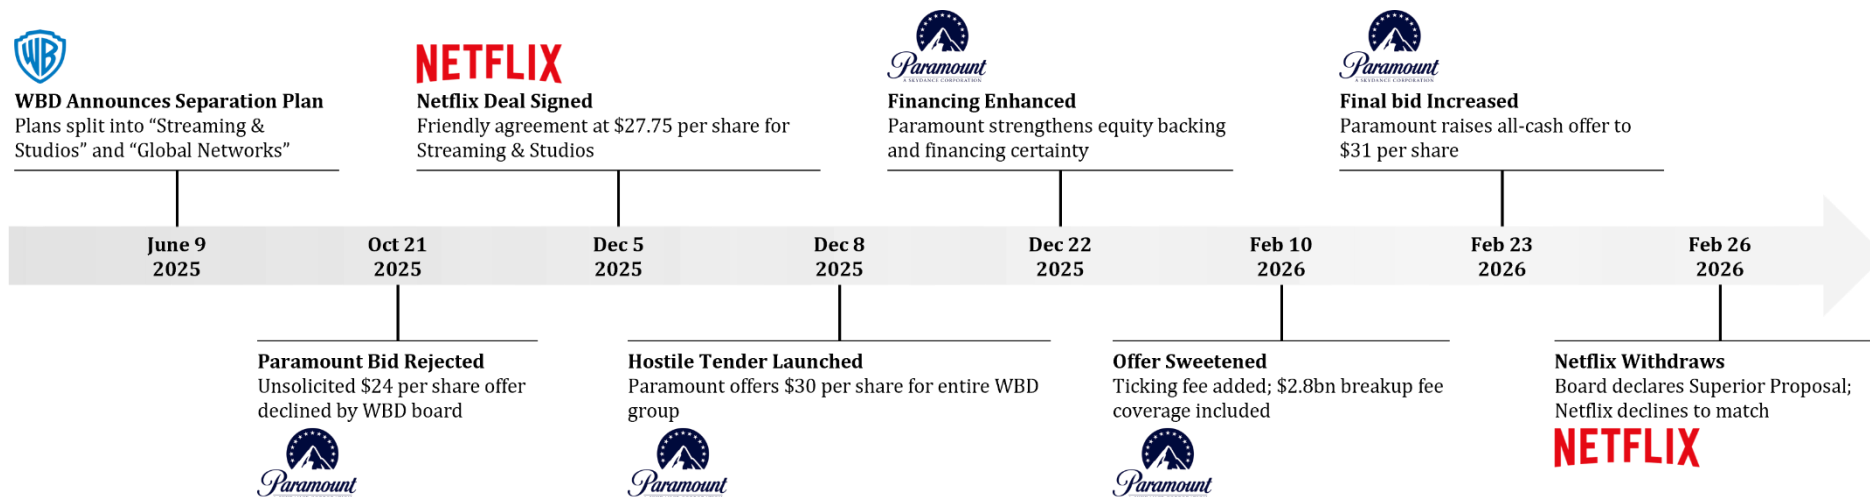 WB
WBD Announces Separation Plan
Plans split into “Streaming &
Studios” and “Global Networks”
NETFLIX
Netflix Deal Signed
Friendly agreement at $27.75 per share for
Streaming & Studios
Paramount
A SKYDANCE CORPORATION
Financing Enhanced
Paramount strengthens equity backing
and financing certainty
Paramount
A SKYDANCE CORPORATION
Final bid Increased
Paramount raises all-cash offer to
$31 per share
June 9
2025
Oct 21
2025
Dec 5
2025
Dec 8
2025
Dec 22
2025
Feb 10
2026
Feb 23
2026
Feb 26
2026
Paramount Bid Rejected
Unsolicited $24 per share offer
declined by WBD board
Paramount
Hostile Tender Launched
Paramount offers $30 per share for entire WBD
group
Paramount
Offer Sweetened
Ticking fee added; $2.8bn breakup fee
coverage included
Paramount
Netflix Withdraws
Board declares Superior Proposal;
Netflix declines to match
NETFLIX